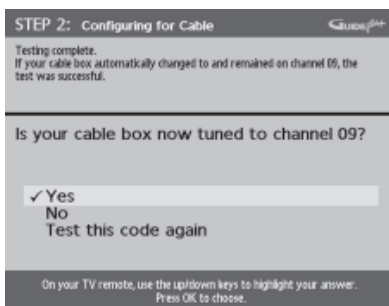 STEP 2: Configuring for Cable
GUIDE Plus+
Testing complete.
If your cable box automatically changed to and remained on channel 09, the
test was successful.
Is your cable box now tuned to channel 09?
✓ Yes
No
Test this code again
On your TV remote, use the up/down keys to highlight your answer.
Press OK to choose.